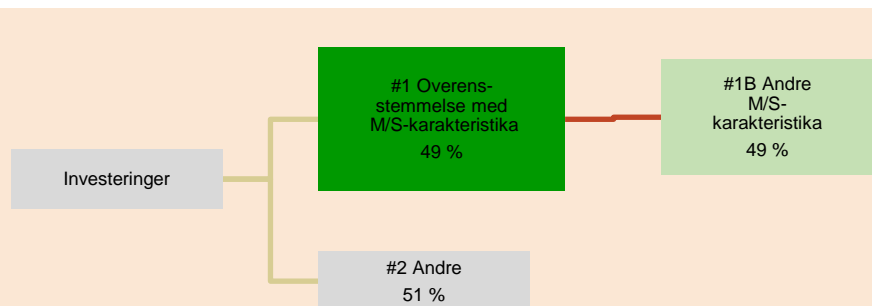 Investeringer
#1 Overens-
stemmelse med
M/S-karakteristika
49 %
#2 Andre
51 %
#1B Andre
M/S-
karakteristika
49 %